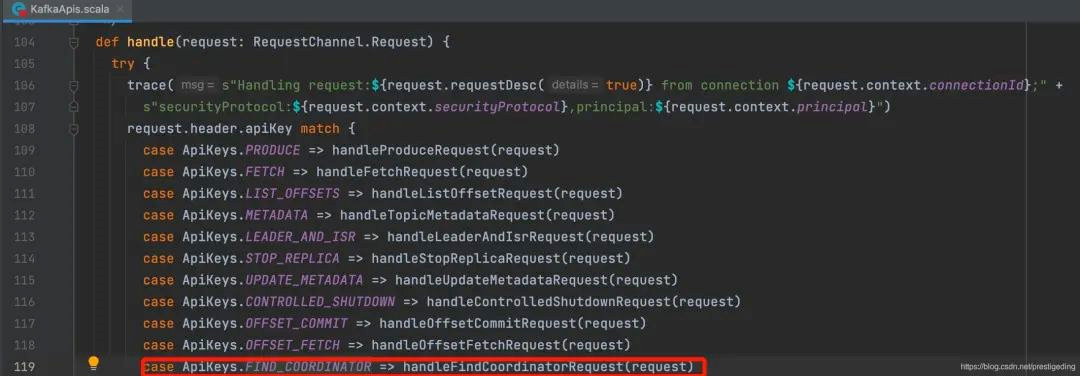 KafkaApis.scala
104 def handle(request: RequestChannel.Request) {
105 try {
106 trace( msg = s"Handling request:${request.requestDesc( details = true)} from connection ${request.context.connectionId};" +
107 s"securityProtocol:${request.context.securityProtocol},principal:${request.context.principal}")
108 request.header.apiKey match {
109 case ApiKeys.PRODUCE => handleProduceRequest(request)
110 case ApiKeys.FETCH => handleFetchRequest(request)
111 case ApiKeys.LIST_OFFSETS => handleListOffsetRequest(request)
112 case ApiKeys.METADATA => handleTopicMetadataRequest(request)
113 case ApiKeys.LEADER_AND_ISR => handleLeaderAndIsrRequest(request)
114 case ApiKeys.STOP_REPLICA => handleStopReplicaRequest(request)
115 case ApiKeys.UPDATE_METADATA => handleUpdateMetadataRequest(request)
116 case ApiKeys.CONTROLLED_SHUTDOWN => handleControlledShutdownRequest(request)
117 case ApiKeys.OFFSET_COMMIT => handleOffsetCommitRequest(request)
118 case ApiKeys.OFFSET_FETCH => handleOffsetFetchRequest(request)
119 case ApiKeys.FIND_COORDINATOR => handleFindCoordinatorRequest(request)
https://blog.csdn.net/prestigeding